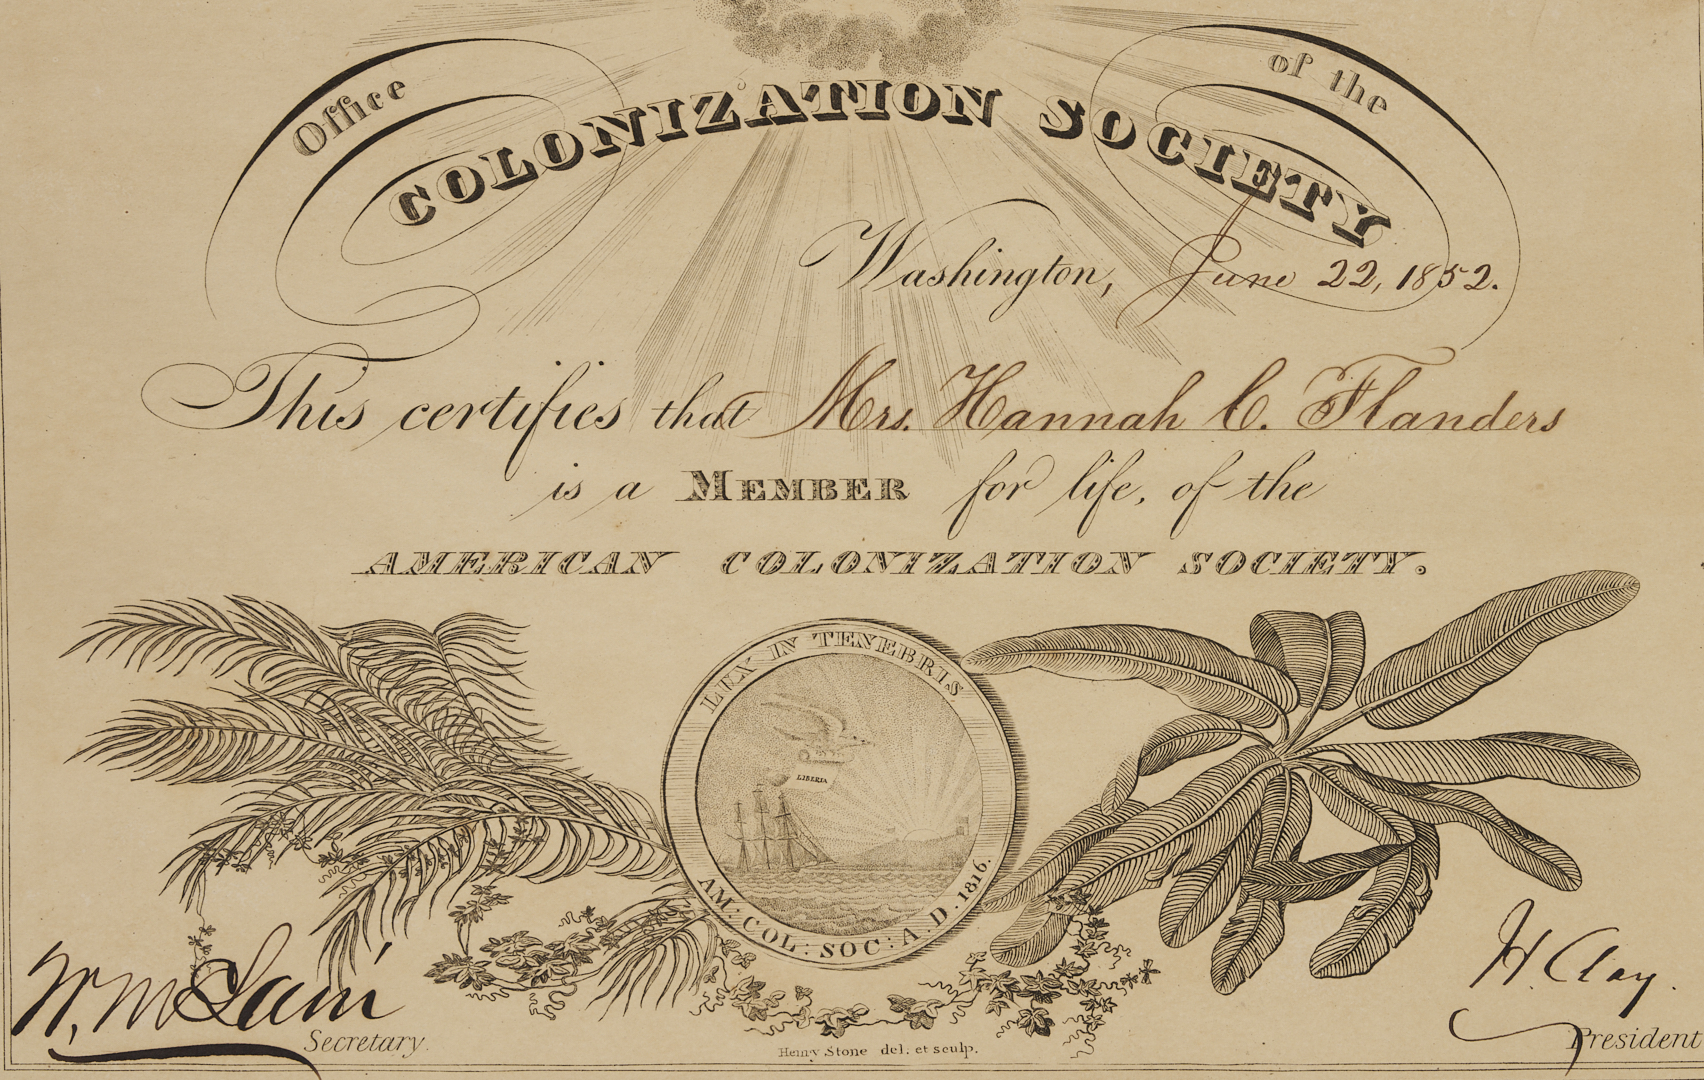 Office of the
COLONIZATION SOCIETY
Washington, June 22, 1852.
This certifies that Mrs. Hannah C. Flanders
is a MEMBER for life, of the
AMERICAN COLONIZATION SOCIETY.
LUX IN TENEBRIS
LIBERIA
AM: COL: SOC: A.D. 1816.
W. McLain
Secretary.
H. Clay.
President
Henry Stone del. et sculp.